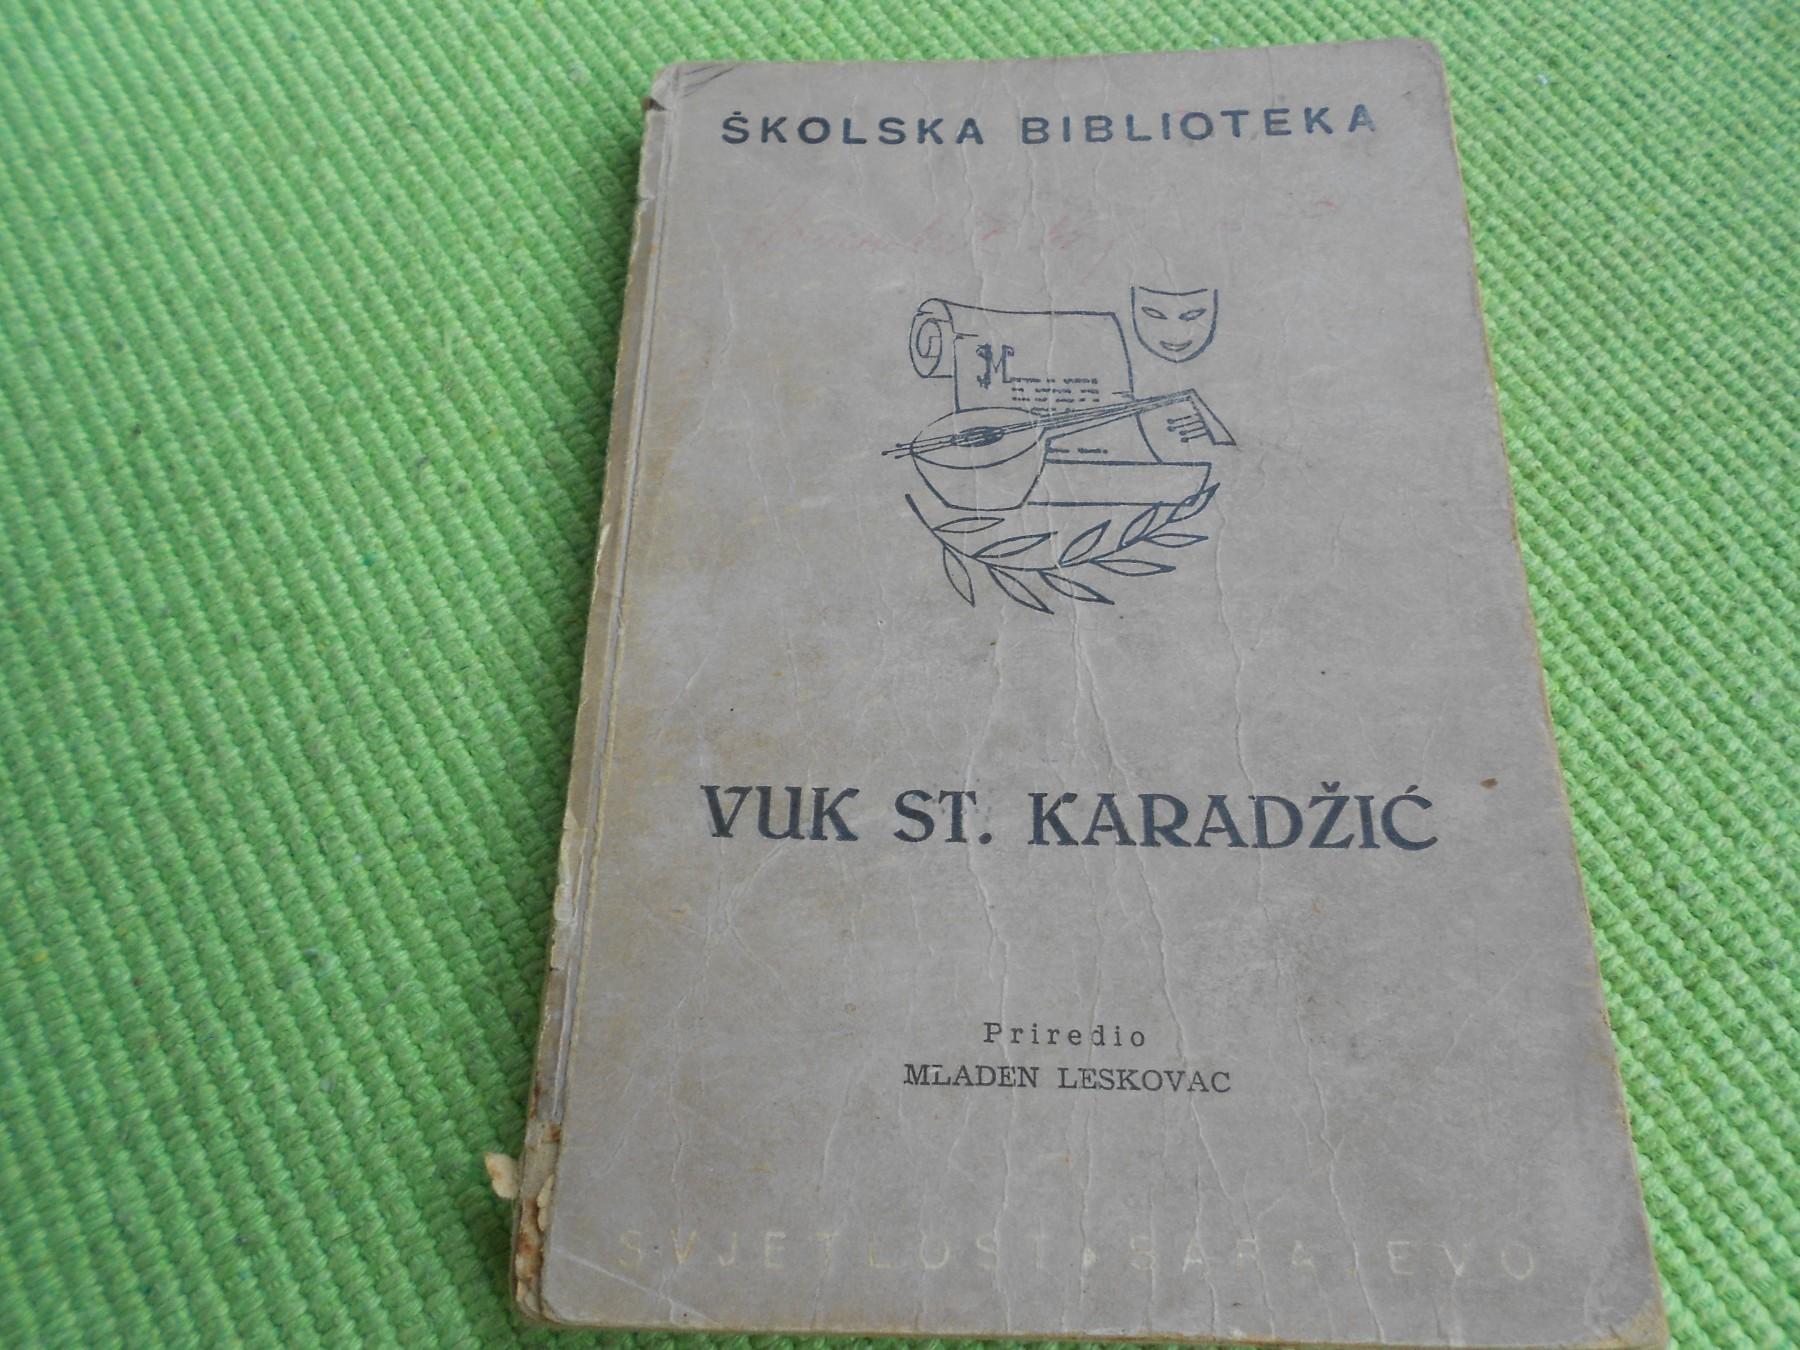 ŠKOLSKA BIBLIOTEKA
M
VUK ST. KARADŽIĆ
Priredio
MLADEN LESKOVAC
SVJETLOST • SARAJEVO